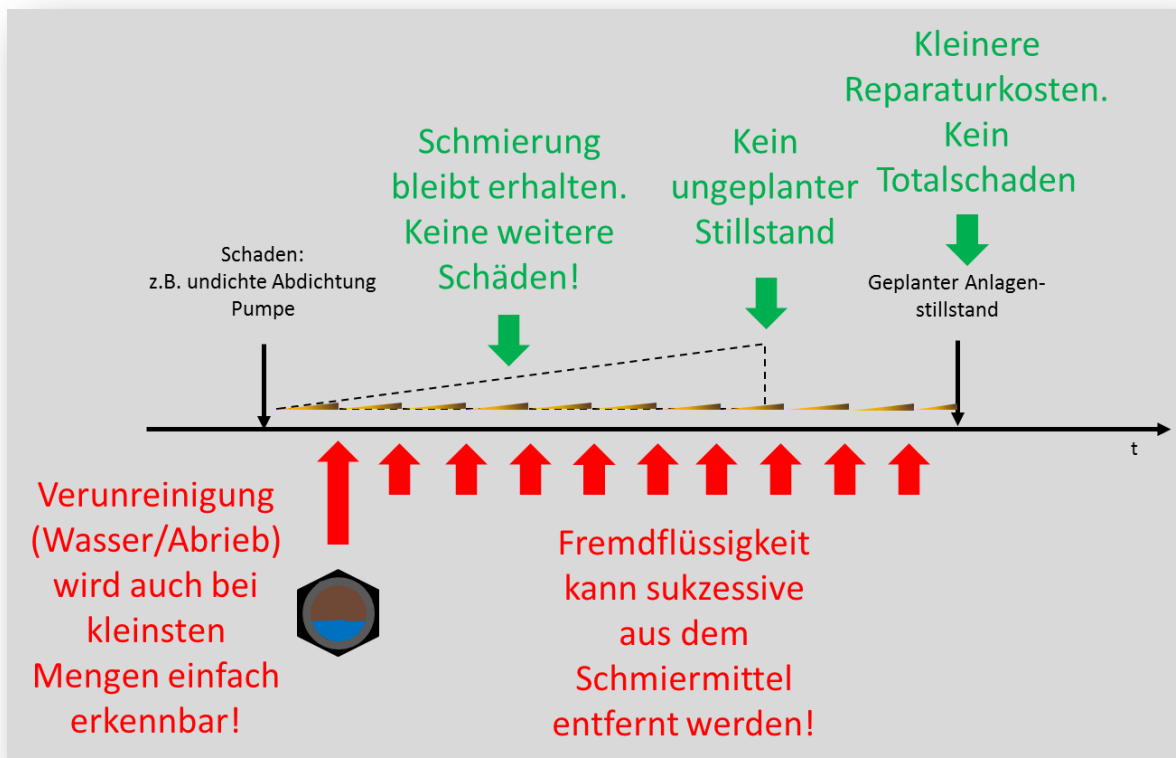 Kleinere
Reparaturkosten.
Kein
Totalschaden
Schmierung
bleibt erhalten.
Keine weitere
Schäden!
Kein
ungeplanter
Stillstand
Schaden:
z.B. undichte Abdichtung
Pumpe
Geplanter Anlagen-
stillstand
t
Verunreinigung
(Wasser/Abrieb)
wird auch bei
kleinsten
Mengen einfach
erkennbar!
Fremdflüssigkeit
kann sukzessive
aus dem
Schmiermittel
entfernt werden!